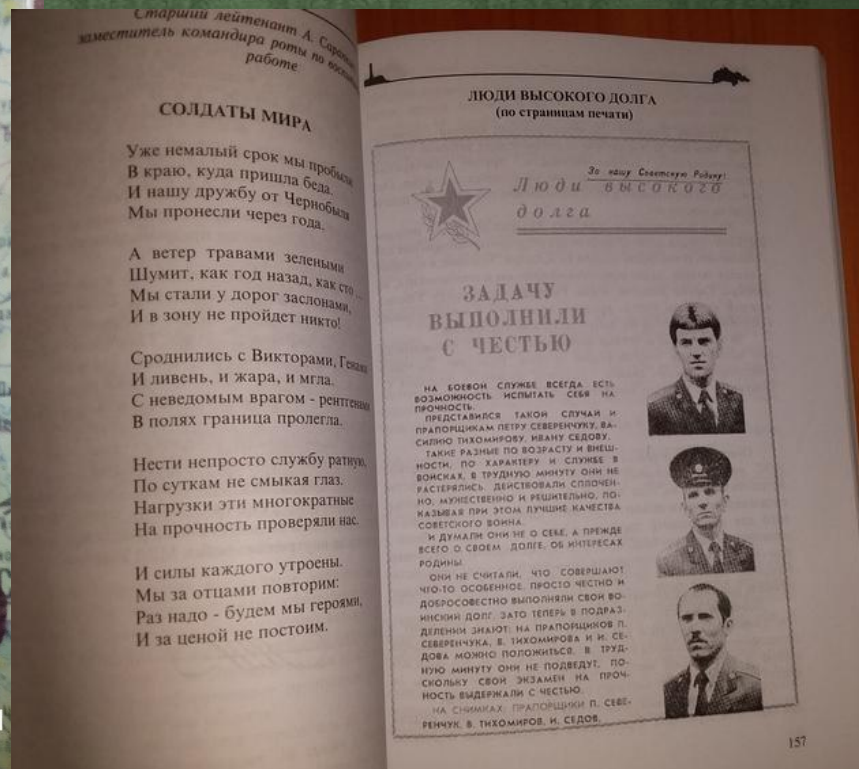 Старший лейтенант А.
заместитель командира роты по
работе
СОЛДАТЫ МИРА
Уже немалый срок мы пробыли
В краю, куда пришла беда.
И нашу дружбу от Чернобыля
Мы пронесли через года.
А ветер травами зелеными
Шумит, как год назад, как сто ...
Мы стали у дорог заслонами,
И в зону не пройдет никто!
Сроднились с Викторами, Генами
И ливень, и жара, и мгла.
С неведомым врагом - рентгенами
В полях граница пролегла.
Нести непросто службу ратную,
По суткам не смыкая глаз.
Нагрузки эти многократные
На прочность проверяли нас.
И силы каждого утроены.
Мы за отцами повторим:
Раз надо - будем мы героями,
И за ценой не постоим.
ЛЮДИ ВЫСОКОГО ДОЛГА
(по страницам печати)
За нашу Советскую Родину!
Люди высокого
долга
ЗАДАЧУ
ВЫПОЛНИЛИ
С ЧЕСТЬЮ
НА БОЕВОЙ СЛУЖБЕ ВСЕГДА ЕСТЬ
ВОЗМОЖНОСТЬ ИСПЫТАТЬ СЕБЯ НА
ПРОЧНОСТЬ.
ПРЕДСТАВИЛСЯ ТАКОЙ СЛУЧАЙ И
ПРАПОРЩИКАМ ПЕТРУ СЕВЕРЕНЧУКУ, ВА-
СИЛИЮ ТИХОМИРОВУ, ИВАНУ СЕДОВУ.
ТАКИЕ РАЗНЫЕ ПО ВОЗРАСТУ И ВНЕШ-
НОСТИ, ПО ХАРАКТЕРУ И СЛУЖБЕ В
ВОЙСКАХ, В ТРУДНУЮ МИНУТУ ОНИ НЕ
РАСТЕРЯЛИСЬ. ДЕЙСТВОВАЛИ СПЛОЧЕН-
НО, МУЖЕСТВЕННО И РЕШИТЕЛЬНО, ПО-
КАЗЫВАЯ ПРИ ЭТОМ ЛУЧШИЕ КАЧЕСТВА
СОВЕТСКОГО ВОИНА.
И ДУМАЛИ ОНИ НЕ О СЕБЕ, А ПРЕЖДЕ
ВСЕГО О СВОЕМ ДОЛГЕ, ОБ ИНТЕРЕСАХ
РОДИНЫ.
ОНИ НЕ СЧИТАЛИ, ЧТО СОВЕРШАЮТ
ЧТО-ТО ОСОБЕННОЕ. ПРОСТО ЧЕСТНО И
ДОБРОСОВЕСТНО ВЫПОЛНЯЛИ СВОЙ ВО-
ИНСКИЙ ДОЛГ. ЗАТО ТЕПЕРЬ В ПОДРАЗ-
ДЕЛЕНИИ ЗНАЮТ: НА ПРАПОРЩИКОВ П.
СЕВЕРЕНЧУКА, В. ТИХОМИРОВА И И. СЕ-
ДОВА МОЖНО ПОЛОЖИТЬСЯ. В ТРУД-
НУЮ МИНУТУ ОНИ НЕ ПОДВЕДУТ, ПО-
СКОЛЬКУ СВОЙ ЭКЗАМЕН НА ПРОЧ-
НОСТЬ ВЫДЕРЖАЛИ С ЧЕСТЬЮ.
НА СНИМКАХ: ПРАПОРЩИКИ П. СЕВЕ-
РЕНЧУК, В. ТИХОМИРОВ, И. СЕДОВ.
157